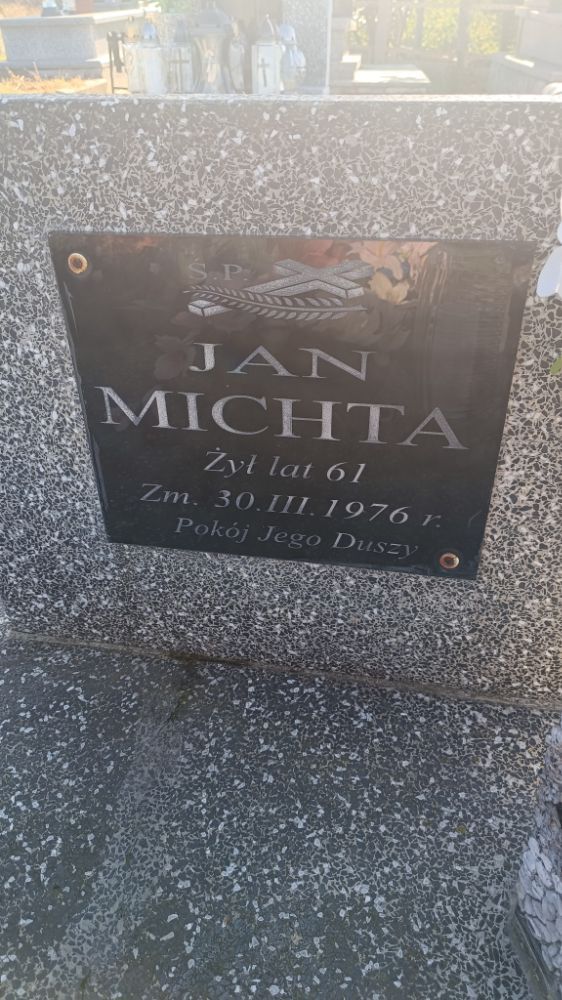 Ś.P.
JAN
MICHTA
Żył lat 61
Zm. 30.III.1976 r.
Pokój Jego Duszy